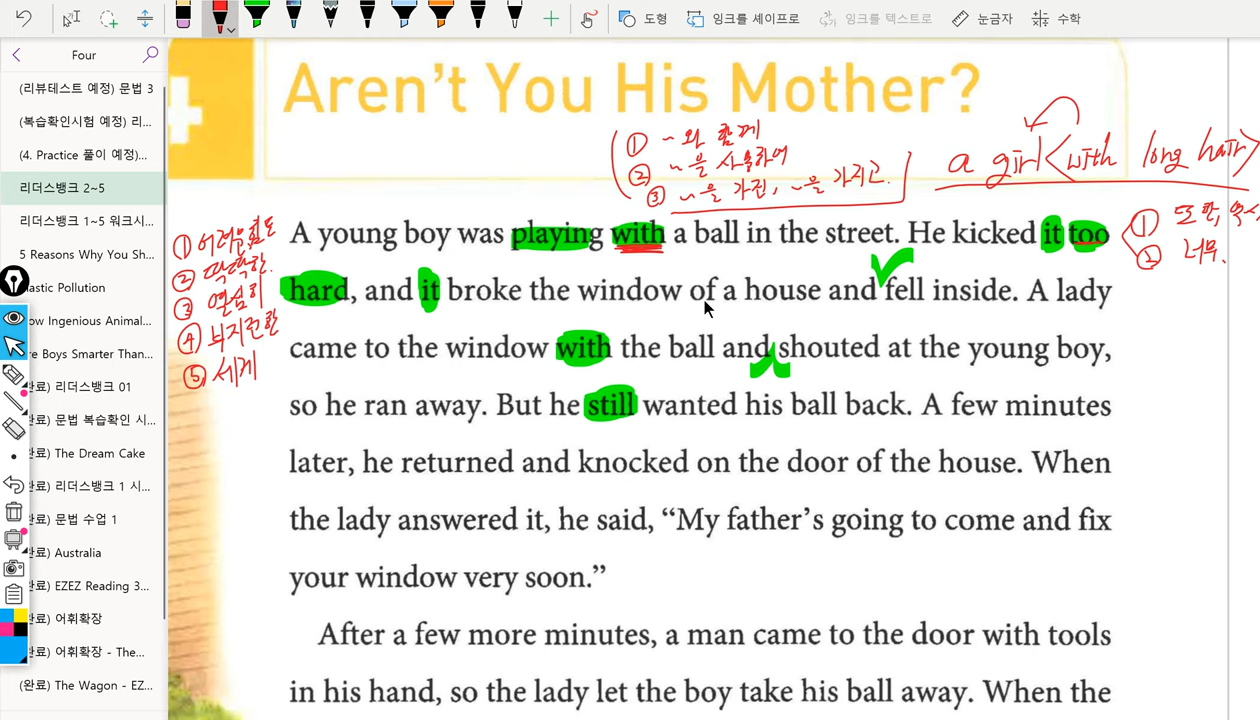 도형
잉크를 셰이프로
잉크를 텍스트로
눈금자
수학
Four
(리뷰테스트 예정) 문법 3
(복습확인시험 예정) 리...
(4. Practice 풀이 예정)...
리더스뱅크 2~5
리더스뱅크 1~5 워크시...
5 Reasons Why You Sh...
lastic Pollution
ow Ingenious Animal...
re Boys Smarter Than...
완료) 리더스뱅크 01
완료) 문법 복습확인 시...
완료) The Dream Cake
완료) 리더스뱅크 1 시...
완료) 문법 수업 1
완료) Australia
완료) EZEZ Reading 3...
완료) 어휘확장
완료) 어휘확장 - The...
완료) The Wagon - EZ...
Aren't You His Mother?
① ~와 함께
② ~을 사용하여
③ ~을 가진, ~을 가지고
a girl <with long hair>
① 또한, 역시
② 너무.
① 어려운, 힘든
② 딱딱한.
③ 열심히
④ 부지런한
⑤ 세게
A young boy was playing with a ball in the street. He kicked it too
hard, and it broke the window of a house and fell inside. A lady
came to the window with the ball and shouted at the young boy,
so he ran away. But he still wanted his ball back. A few minutes
later, he returned and knocked on the door of the house. When
the lady answered it, he said, “My father’s going to come and fix
your window very soon.”
After a few more minutes, a man came to the door with tools
in his hand, so the lady let the boy take his ball away. When the